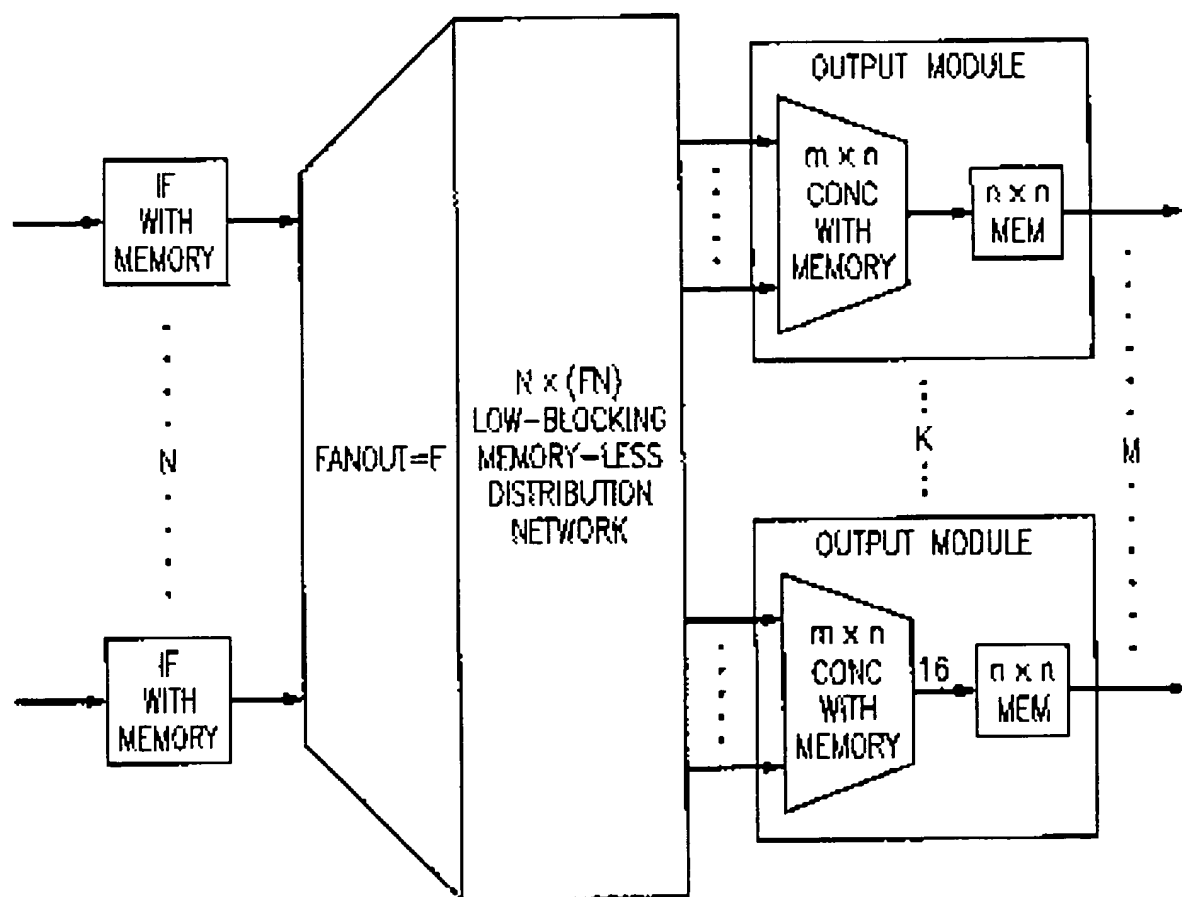 IF
WITH
MEMORY
N
IF
WITH
MEMORY
FANOUT=F
N x (FN)
LOW-BLOCKING
MEMORY-LESS
DISTRIBUTION
NETWORK
OUTPUT MODULE
m x n
CONC
WITH
MEMORY
n x n
MEM
K
M
OUTPUT MODULE
m x n
CONC
WITH
MEMORY
16
n x n
MEM